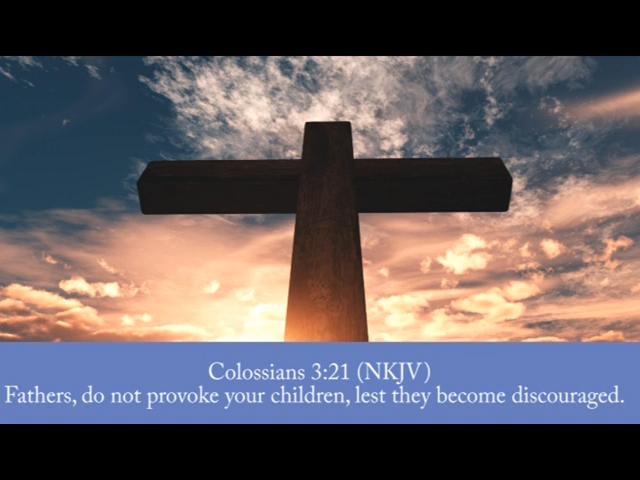 Colossians 3:21 (NKJV)
Fathers, do not provoke your children, lest they become discouraged.